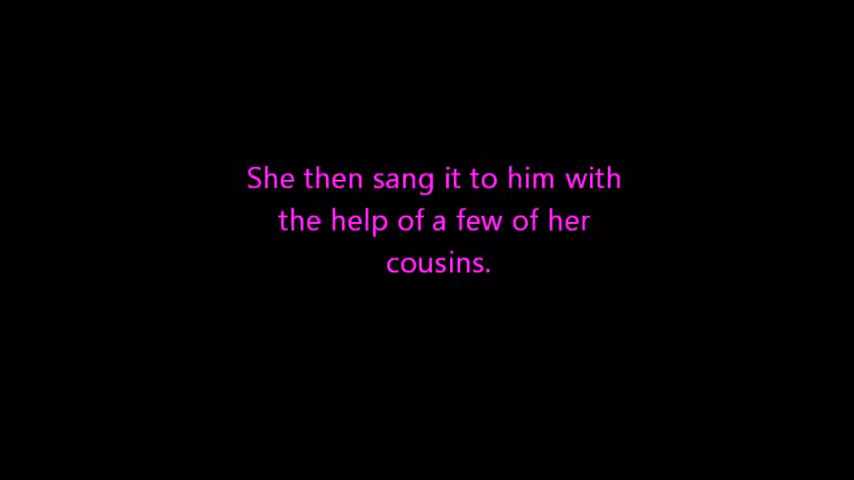 She then sang it to him with
the help of a few of her
cousins.